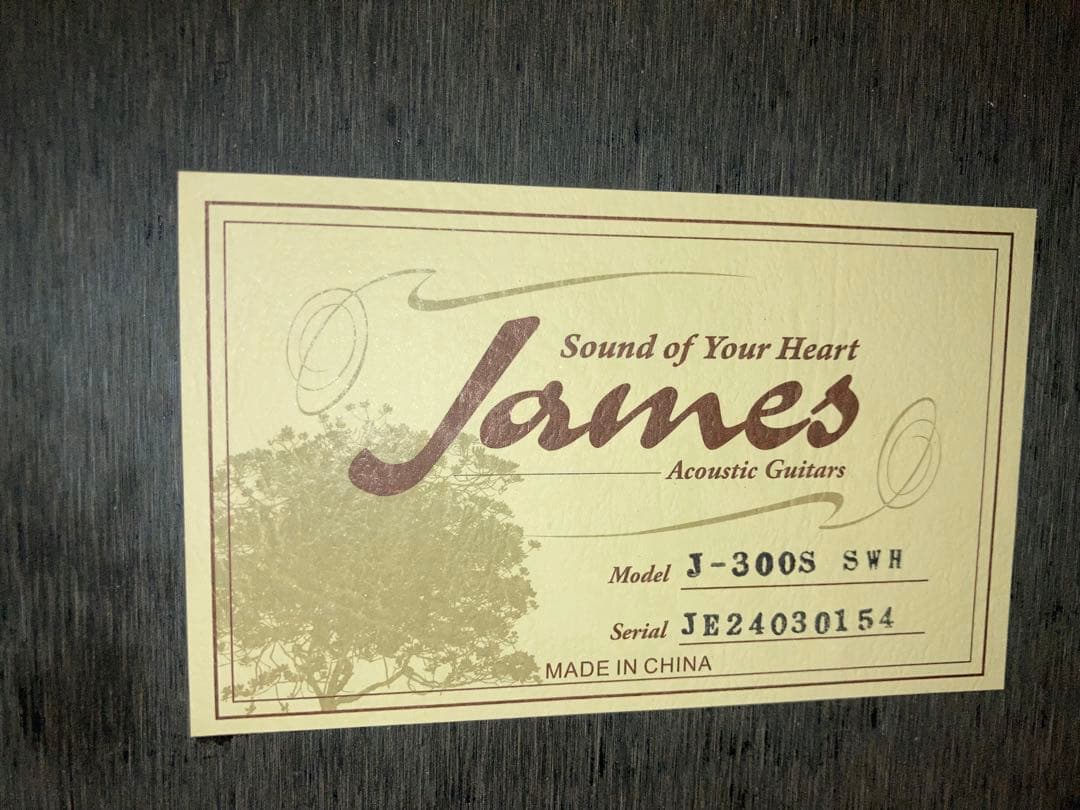 Sound of Your Heart
James
Acoustic Guitars
Model J-300S SWH
Serial JE24030154
MADE IN CHINA